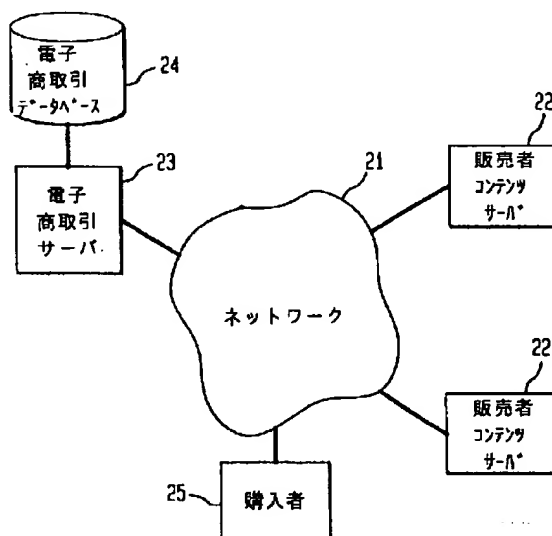 電子
商取引
データベース
24
23
電子
商取引
サーバ
21
ネットワーク
22
販売者
コンテンツ
サーバ
22
販売者
コンテンツ
サーバ
25
購入者